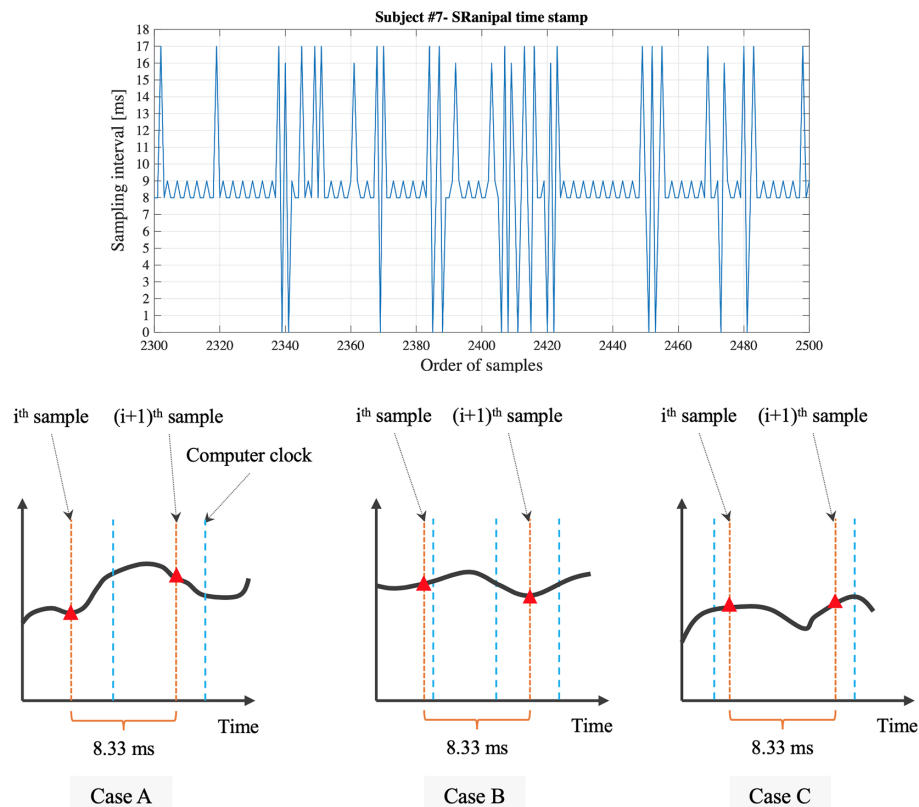 Subject #7- SRanipal time stamp
18
17
16
15
14
13
12
11
10
9
8
7
6
5
4
3
2
1
0
Sampling interval [ms]
2300 2320 2340 2360 2380 2400 2420 2440 2460 2480 2500
Order of samples
iᵗʰ sample (i+1)ᵗʰ sample iᵗʰ sample (i+1)ᵗʰ sample iᵗʰ sample (i+1)ᵗʰ sample
Computer clock
Time Time Time
8.33 ms 8.33 ms 8.33 ms
Case A Case B Case C